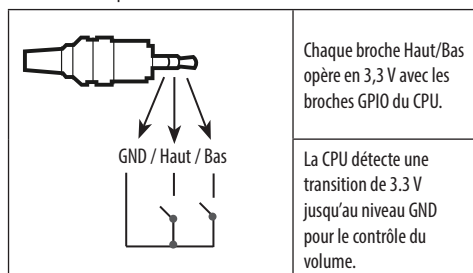 Chaque broche Haut/Bas
opère en 3,3 V avec les
broches GPIO du CPU.
GND / Haut / Bas
La CPU détecte une
transition de 3.3 V
jusqu'au niveau GND
pour le contrôle du
volume.